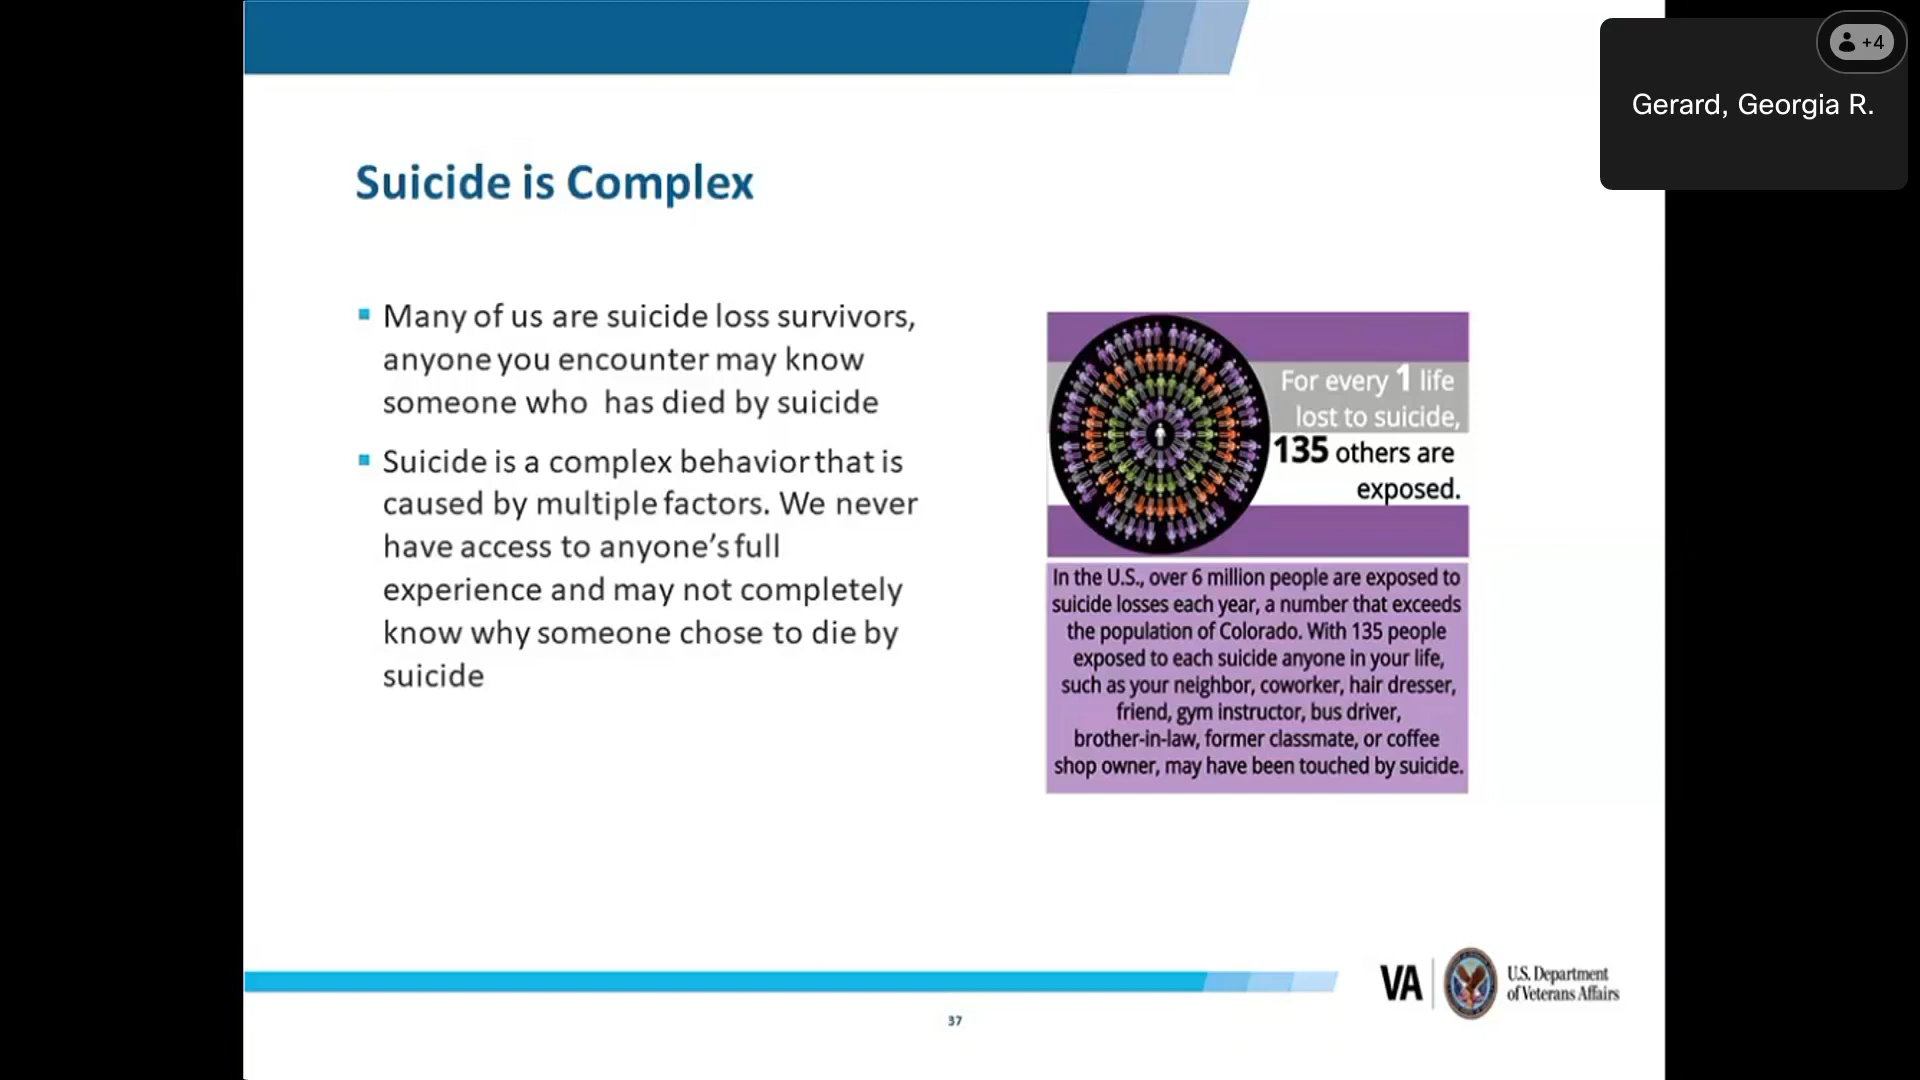 +4
Gerard, Georgia R.
Suicide is Complex
Many of us are suicide loss survivors,
anyone you encounter may know
someone who has died by suicide
Suicide is a complex behavior that is
caused by multiple factors. We never
have access to anyone's full
experience and may not completely
know why someone chose to die by
suicide
For every 1 life
lost to suicide,
135 others are
exposed.
In the U.S., over 6 million people are exposed to
suicide losses each year, a number that exceeds
the population of Colorado. With 135 people
exposed to each suicide anyone in your life,
such as your neighbor, coworker, hair dresser,
friend, gym instructor, bus driver,
brother-in-law, former classmate, or coffee
shop owner, may have been touched by suicide.
VA
U.S. Department
of Veterans Affairs
37